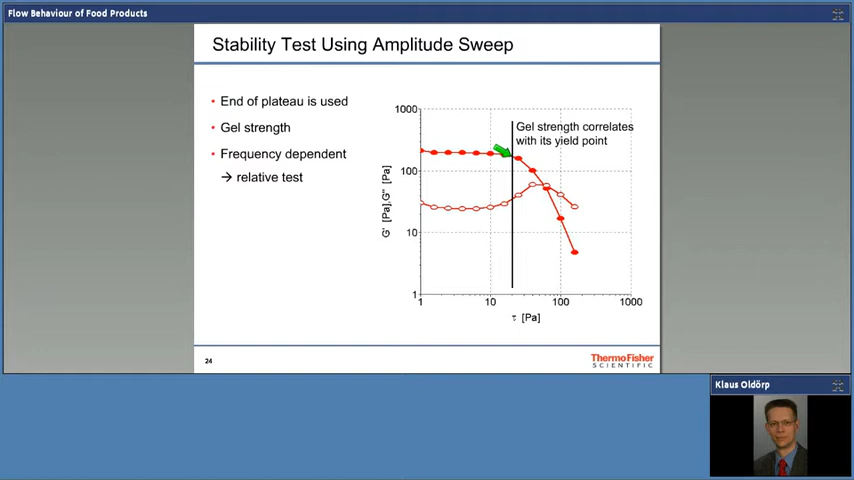 Flow Behaviour of Food Products
Stability Test Using Amplitude Sweep
• End of plateau is used
• Gel strength
• Frequency dependent
→ relative test
Gel strength correlates
with its yield point
1000
100
10
1
G' [Pa],G" [Pa]
1 10 100 1000
τ [Pa]
24
ThermoFisher
SCIENTIFIC
Klaus Oldörp